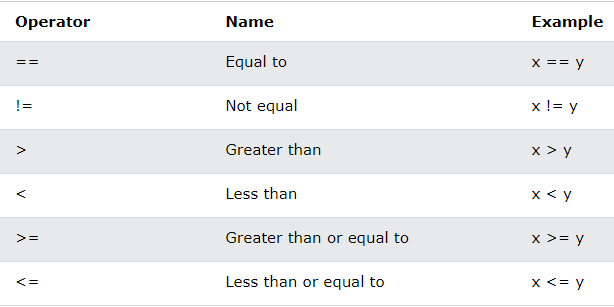 Operator Name Example
== Equal to x == y
!= Not equal x != y
> Greater than x > y
< Less than x < y
>= Greater than or equal to x >= y
<= Less than or equal to x <= y